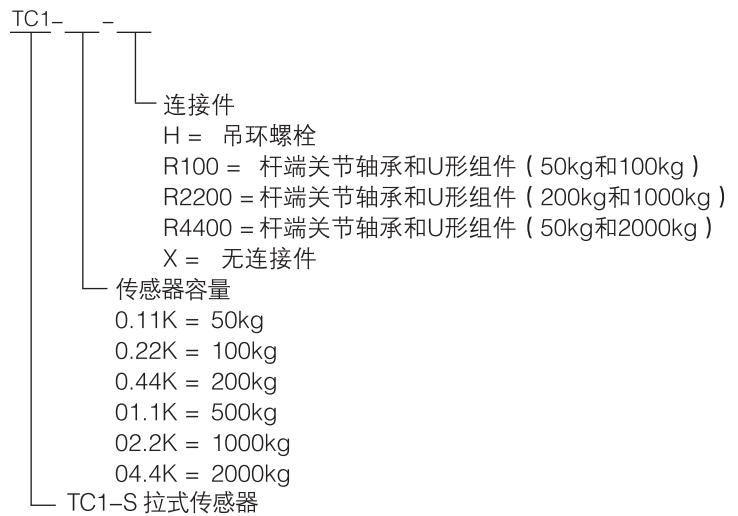 TC1- -
连接件
H = 吊环螺栓
R100 = 杆端关节轴承和U形组件（50kg和100kg）
R2200 = 杆端关节轴承和U形组件（200kg和1000kg）
R4400 = 杆端关节轴承和U形组件（50kg和2000kg）
X = 无连接件
传感器容量
0.11K = 50kg
0.22K = 100kg
0.44K = 200kg
01.1K = 500kg
02.2K = 1000kg
04.4K = 2000kg
TC1-S 拉式传感器